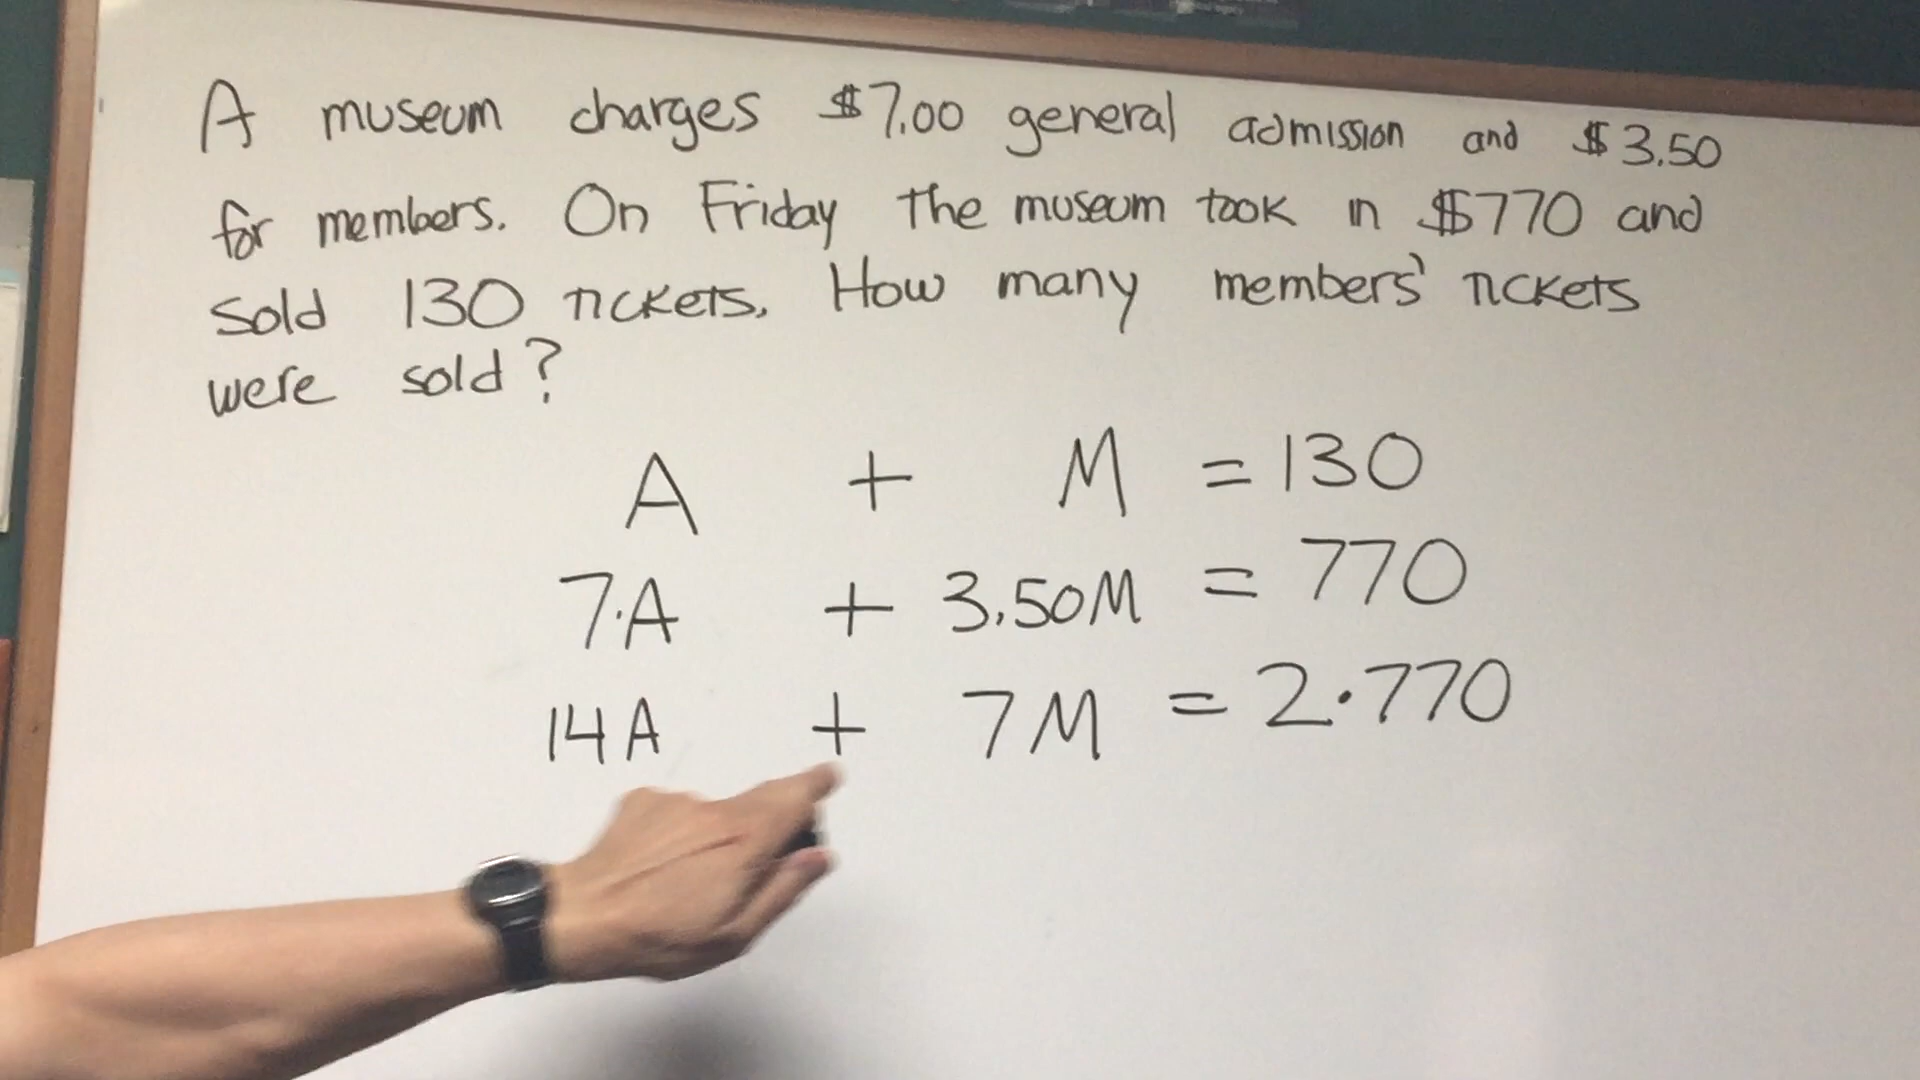 A museum charges $7.00 general admission and $3.50
for members. On Friday the museum took in $770 and
sold 130 tickets. How many members' tickets
were sold?
A + M = 130
7·A + 3.50M = 770
14A + 7M = 2·770